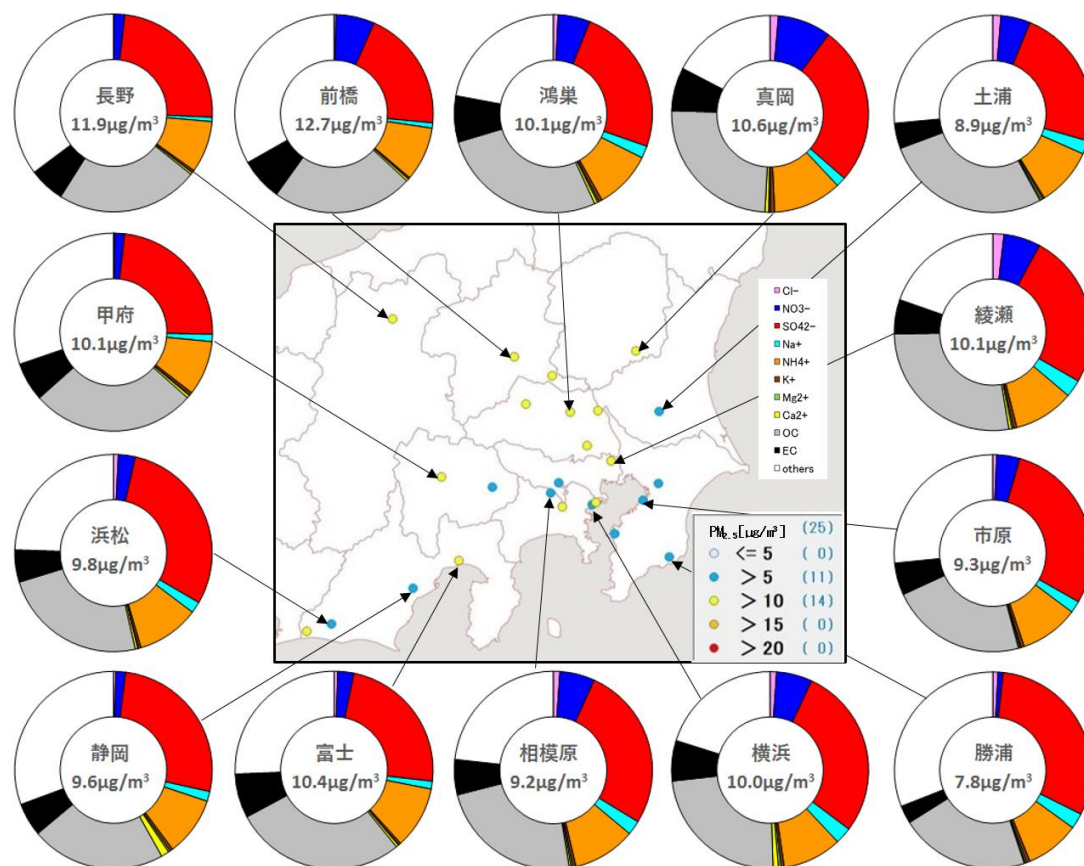 長野
11.9μg/m³
前橋
12.7μg/m³
鴻巣
10.1μg/m³
真岡
10.6μg/m³
土浦
8.9μg/m³
甲府
10.1μg/m³
綾瀬
10.1μg/m³
Cl-
NO3-
SO42-
Na+
NH4+
K+
Mg2+
Ca2+
OC
EC
others
浜松
9.8μg/m³
市原
9.3μg/m³
PM2.5[μg/m³] (25)
<= 5 ( 0)
> 5 (11)
> 10 (14)
> 15 ( 0)
> 20 ( 0)
静岡
9.6μg/m³
富士
10.4μg/m³
相模原
9.2μg/m³
横浜
10.0μg/m³
勝浦
7.8μg/m³